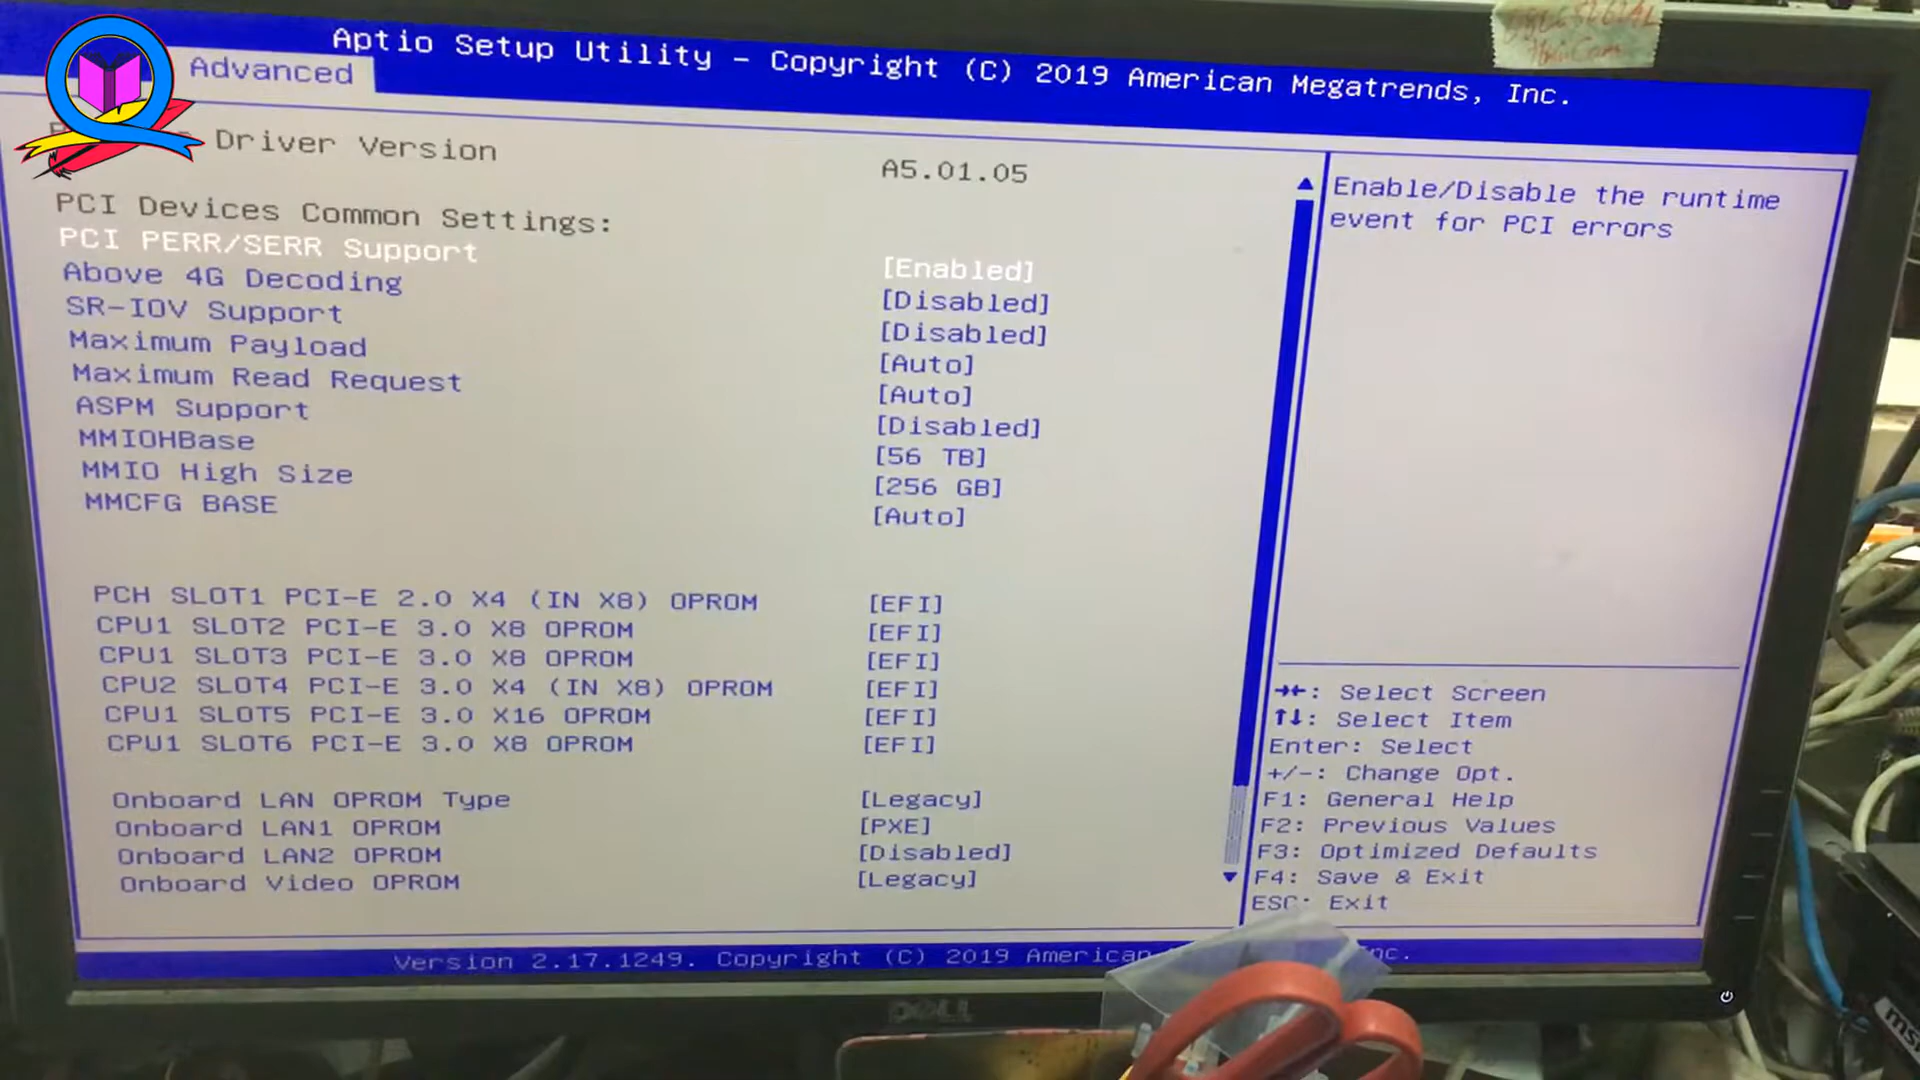 Aptio Setup Utility – Copyright (C) 2019 American Megatrends, Inc.
Advanced
Driver Version A5.01.05
PCI Devices Common Settings:
PCI PERR/SERR Support [Enabled]
Above 4G Decoding [Disabled]
SR-IOV Support [Disabled]
Maximum Payload [Auto]
Maximum Read Request [Auto]
ASPM Support [Disabled]
MMIOHBase [56 TB]
MMIO High Size [256 GB]
MMCFG BASE [Auto]
PCH SLOT1 PCI-E 2.0 X4 (IN X8) OPROM [EFI]
CPU1 SLOT2 PCI-E 3.0 X8 OPROM [EFI]
CPU1 SLOT3 PCI-E 3.0 X8 OPROM [EFI]
CPU2 SLOT4 PCI-E 3.0 X4 (IN X8) OPROM [EFI]
CPU1 SLOT5 PCI-E 3.0 X16 OPROM [EFI]
CPU1 SLOT6 PCI-E 3.0 X8 OPROM [EFI]
Onboard LAN OPROM Type [Legacy]
Onboard LAN1 OPROM [PXE]
Onboard LAN2 OPROM [Disabled]
Onboard Video OPROM [Legacy]
Enable/Disable the runtime
event for PCI errors
→←: Select Screen
↑↓: Select Item
Enter: Select
+/-: Change Opt.
F1: General Help
F2: Previous Values
F3: Optimized Defaults
F4: Save & Exit
ESC: Exit
Version 2.17.1249. Copyright (C) 2019 American
DELL
msi